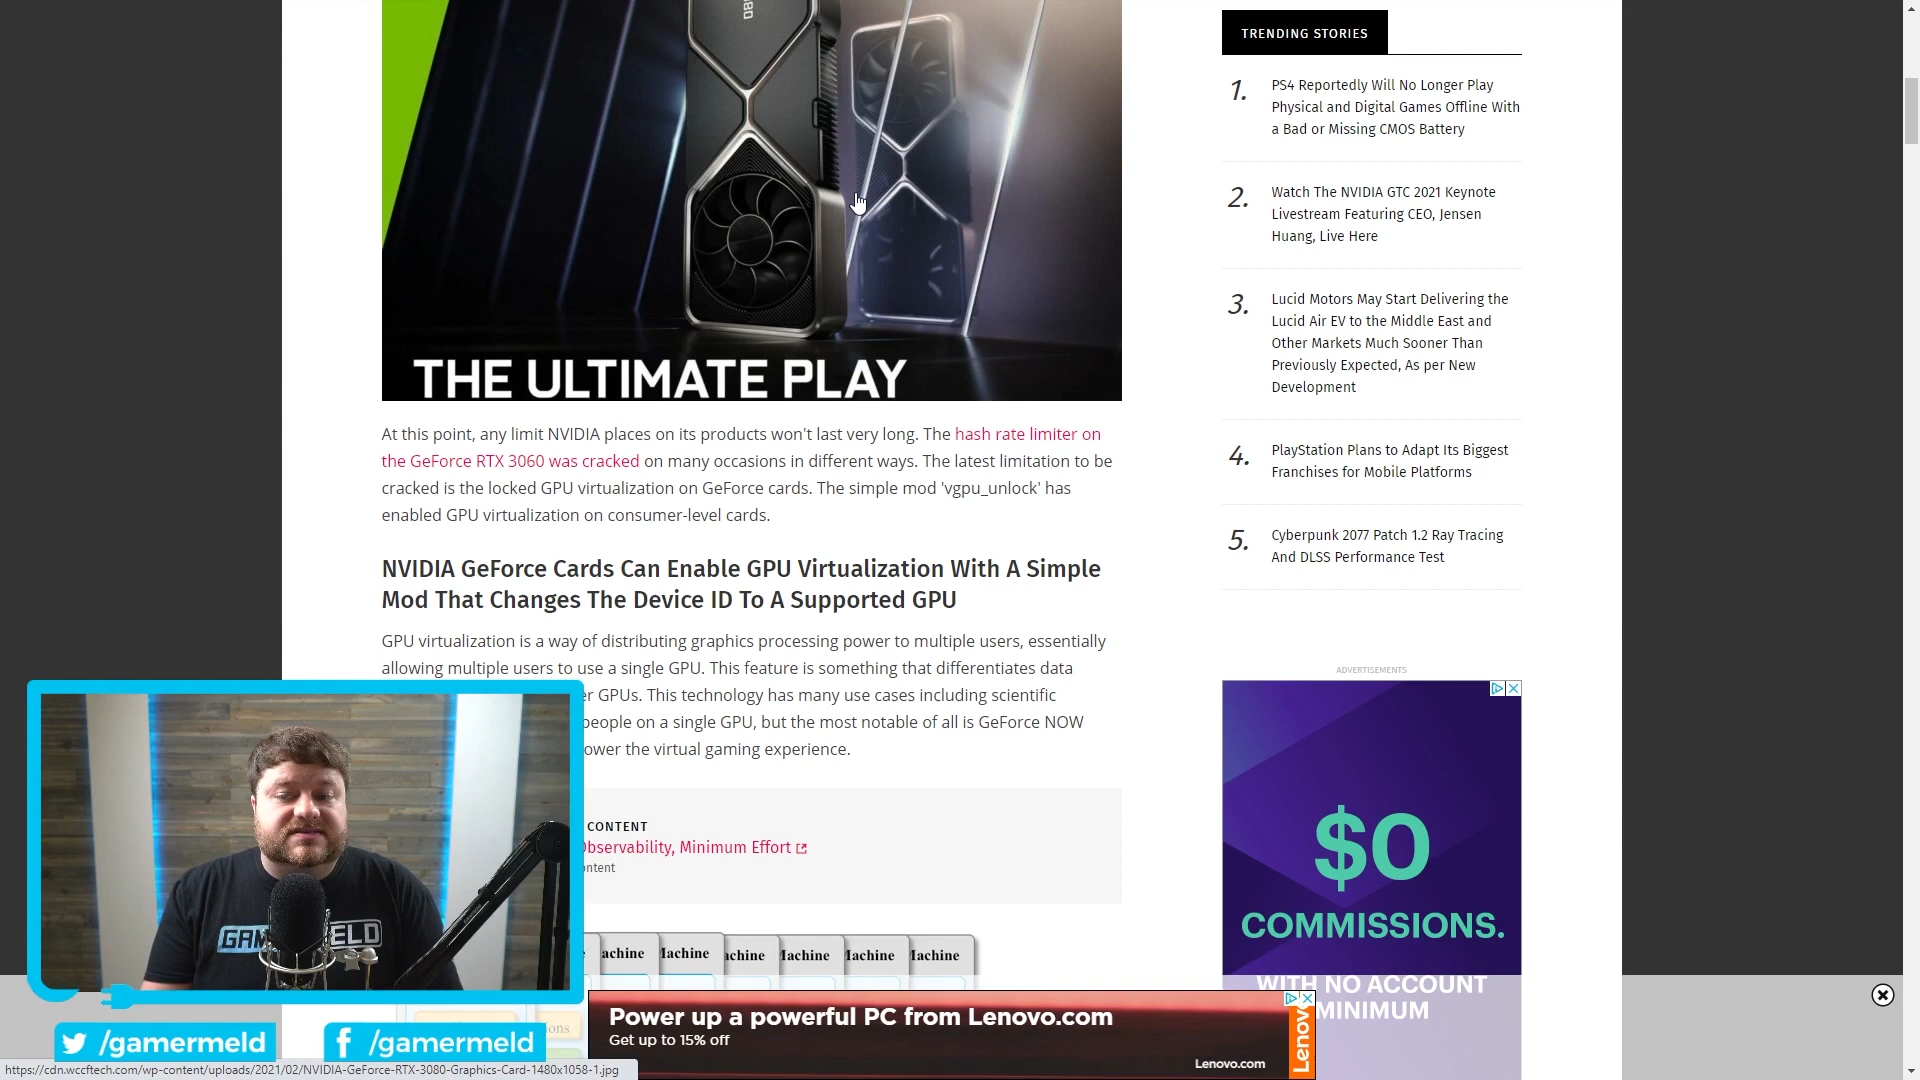 THE ULTIMATE PLAY
At this point, any limit NVIDIA places on its products won't last very long. The hash rate limiter on
the GeForce RTX 3060 was cracked on many occasions in different ways. The latest limitation to be
cracked is the locked GPU virtualization on GeForce cards. The simple mod 'vgpu_unlock' has
enabled GPU virtualization on consumer-level cards.
NVIDIA GeForce Cards Can Enable GPU Virtualization With A Simple
Mod That Changes The Device ID To A Supported GPU
GPU virtualization is a way of distributing graphics processing power to multiple users, essentially
allowing multiple users to use a single GPU. This feature is something that differentiates data
er GPUs. This technology has many use cases including scientific
people on a single GPU, but the most notable of all is GeForce NOW
ower the virtual gaming experience.
CONTENT
Observability, Minimum Effort
ntent
achine
Machine
achine
Machine
Machine
Machine
ons
TRENDING STORIES
1. PS4 Reportedly Will No Longer Play
Physical and Digital Games Offline With
a Bad or Missing CMOS Battery
2. Watch The NVIDIA GTC 2021 Keynote
Livestream Featuring CEO, Jensen
Huang, Live Here
3. Lucid Motors May Start Delivering the
Lucid Air EV to the Middle East and
Other Markets Much Sooner Than
Previously Expected, As per New
Development
4. PlayStation Plans to Adapt Its Biggest
Franchises for Mobile Platforms
5. Cyberpunk 2077 Patch 1.2 Ray Tracing
And DLSS Performance Test
ADVERTISEMENTS
$0
COMMISSIONS.
WITH NO ACCOUNT
MINIMUM
Power up a powerful PC from Lenovo.com
Get up to 15% off
Lenovo.com
Lenovo
/gamermeld
/gamermeld
https://cdn.wccftech.com/wp-content/uploads/2021/02/NVIDIA-GeForce-RTX-3080-Graphics-Card-1480x1058-1.jpg